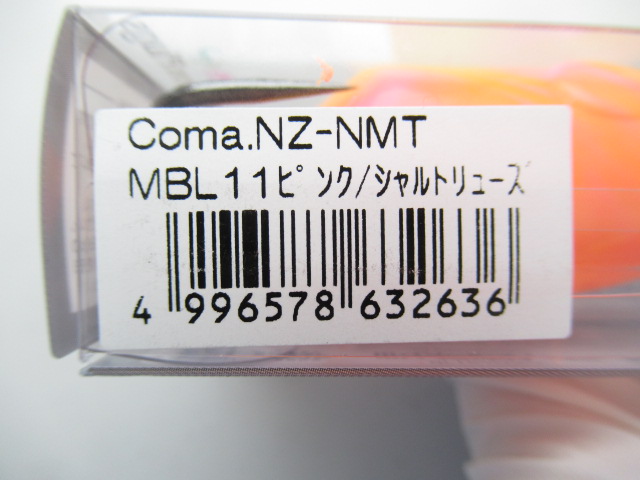 Coma.NZ-NMT
MBL11ﾋﾟﾝｸ/ｼｬﾙﾄﾘｭｰｽﾞ
4 996578 632636